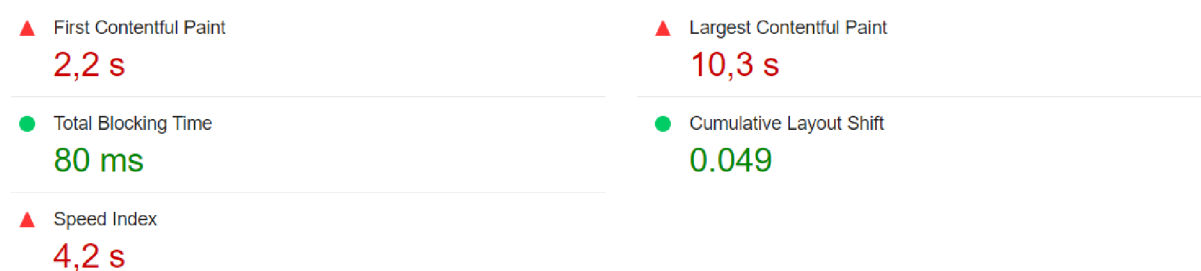 First Contentful Paint
2,2 s
Largest Contentful Paint
10,3 s
Total Blocking Time
80 ms
Cumulative Layout Shift
0.049
Speed Index
4,2 s